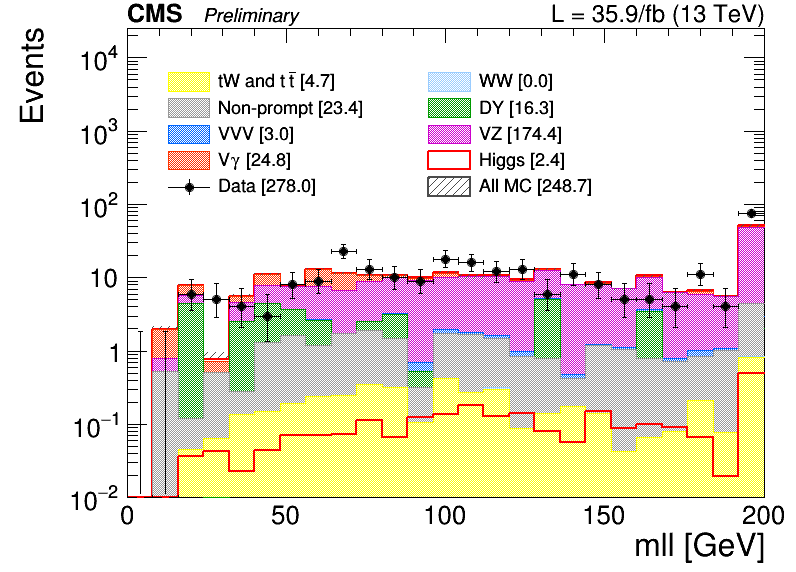 CMS Preliminary L = 35.9/fb (13 TeV)
Events
10⁴
10³
10²
10
1
10⁻¹
10⁻²
tW and t t̄ [4.7]
Non-prompt [23.4]
VVV [3.0]
Vγ [24.8]
Data [278.0]
WW [0.0]
DY [16.3]
VZ [174.4]
Higgs [2.4]
All MC [248.7]
0 50 100 150 200
mll [GeV]